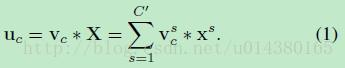 u_c = v_c * X = \sum_{s=1}^{C'} v_c^s * x^s. (1)
http://blog.csdn.net/u014380165